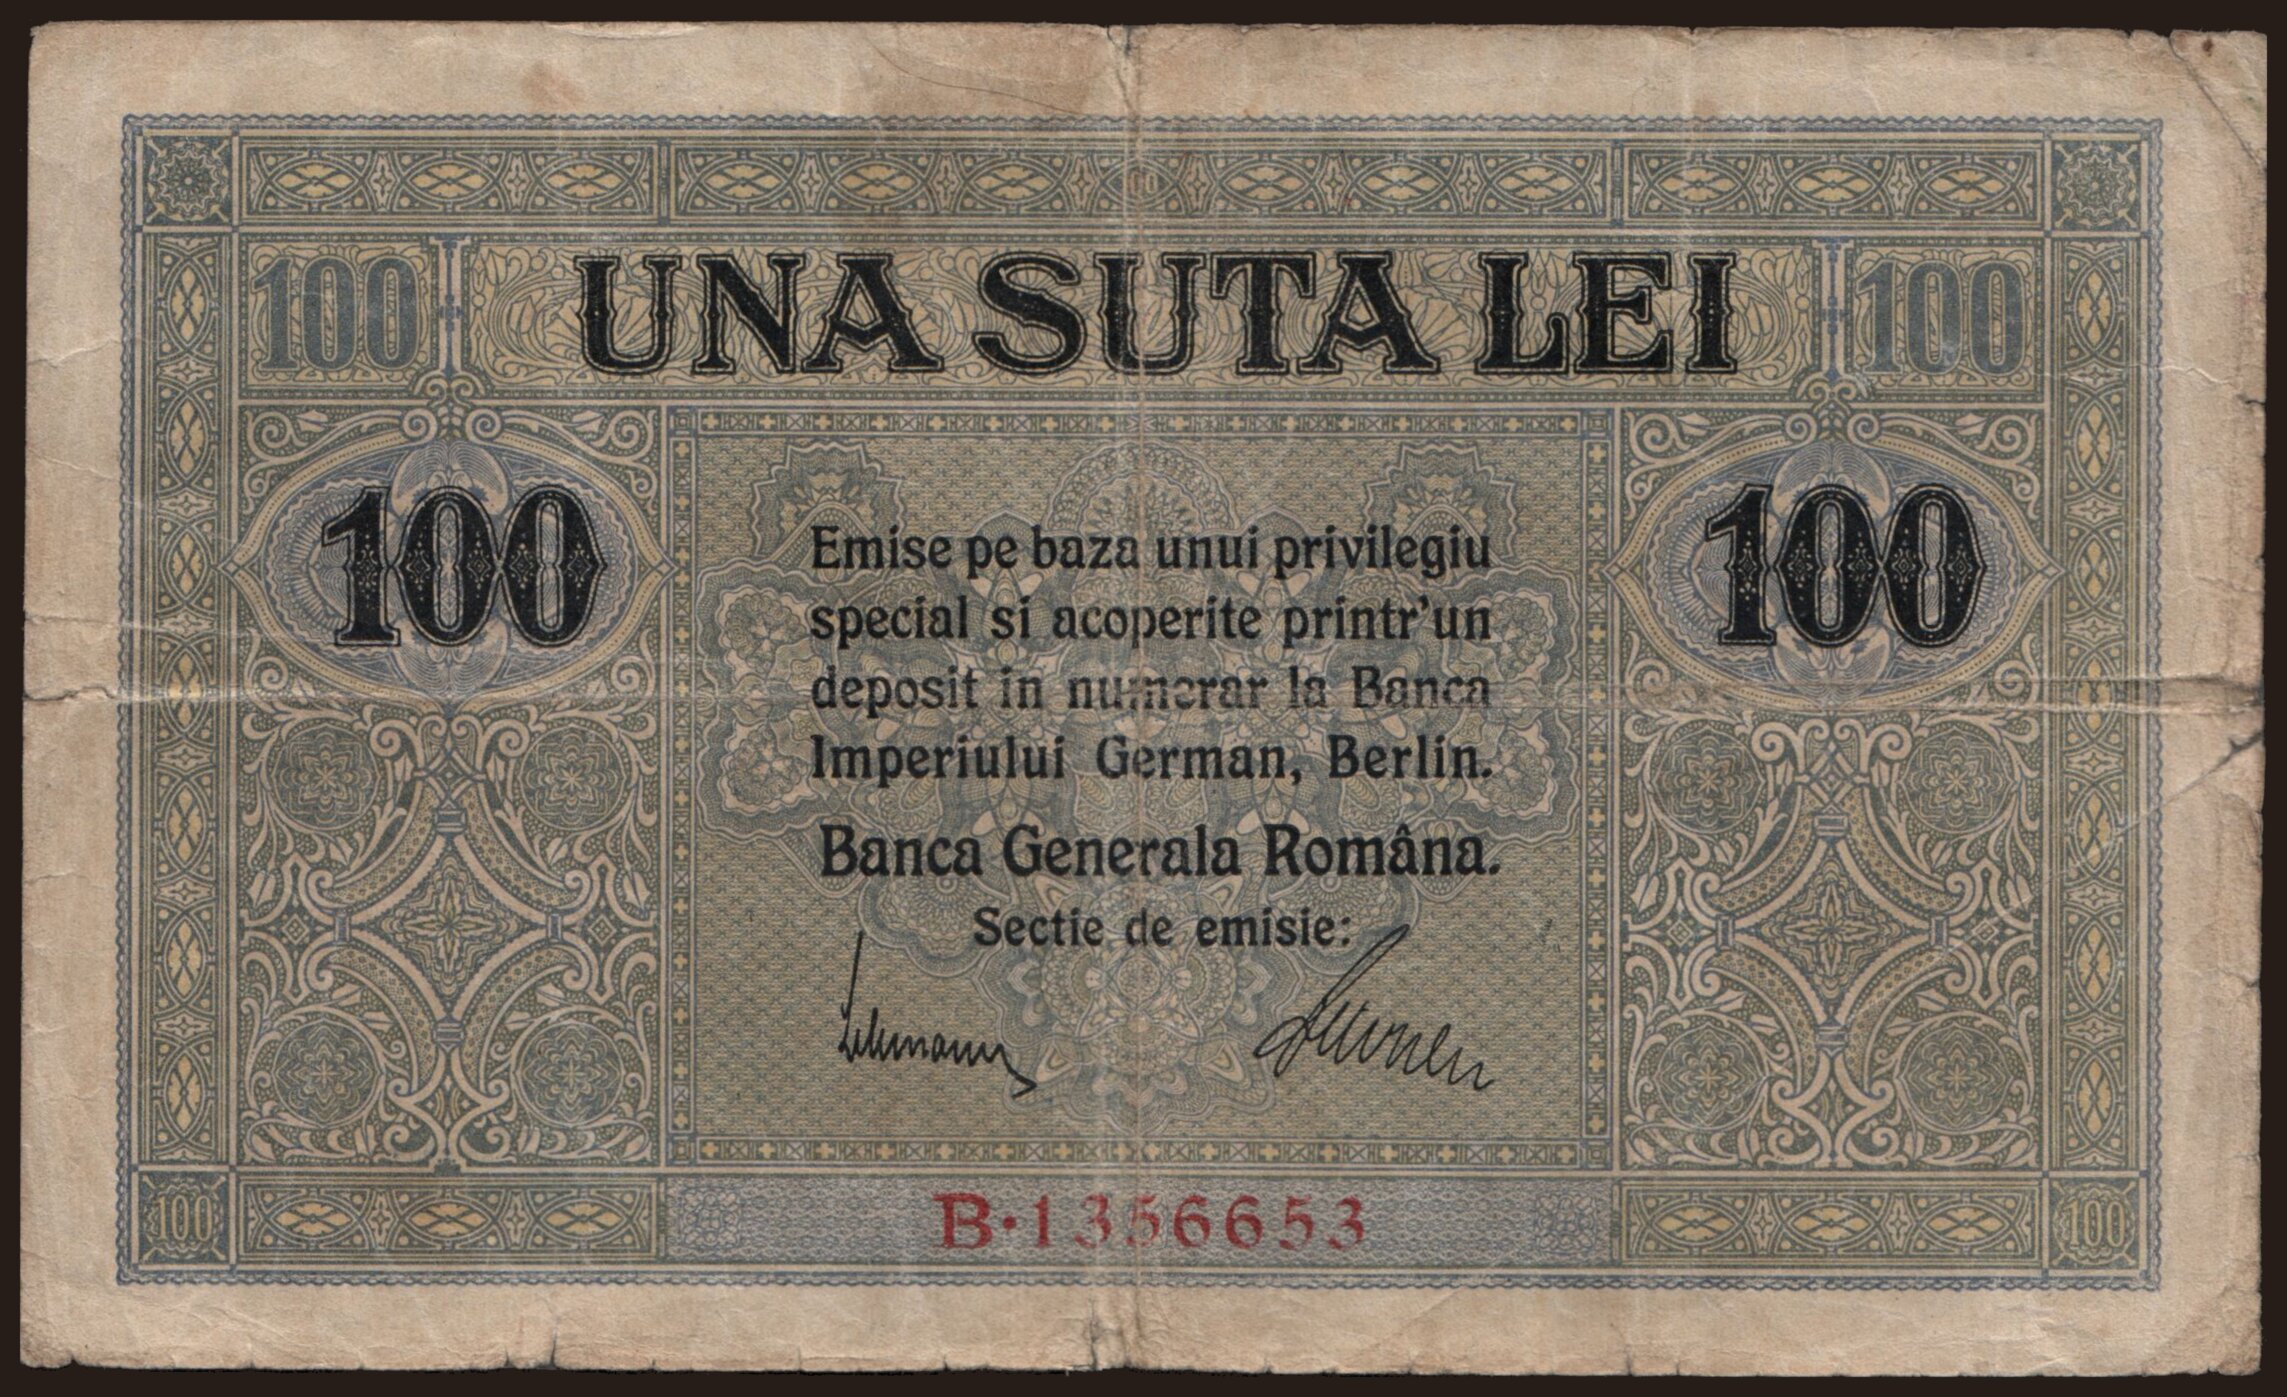 100 UNA SUTA LEI 100
100 100
Emise pe baza unui privilegiu
special si acoperite printr'un
deposit in numerar la Banca
Imperiului German, Berlin.
Banca Generala Româna.
Sectie de emisie:
100 B·1356653 100